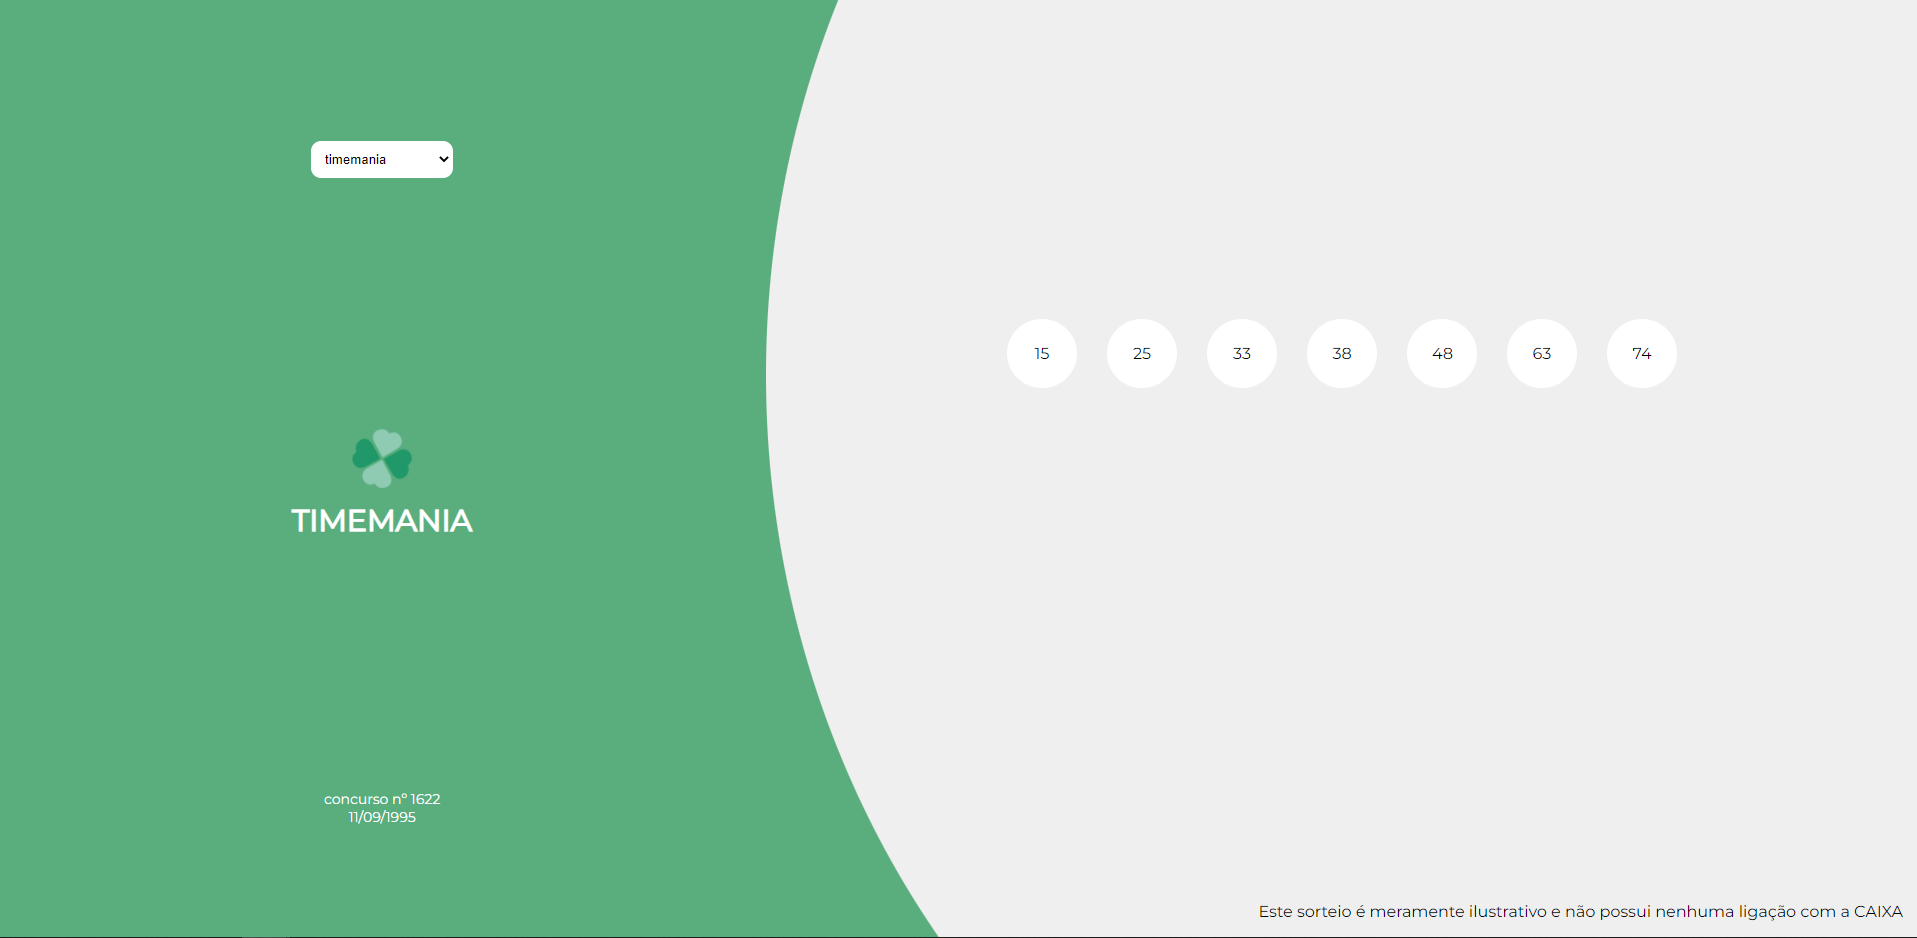 timemania
TIMEMANIA
concurso nº 1622
11/09/1995
15 25 33 38 48 63 74
Este sorteio é meramente ilustrativo e não possui nenhuma ligação com a CAIXA